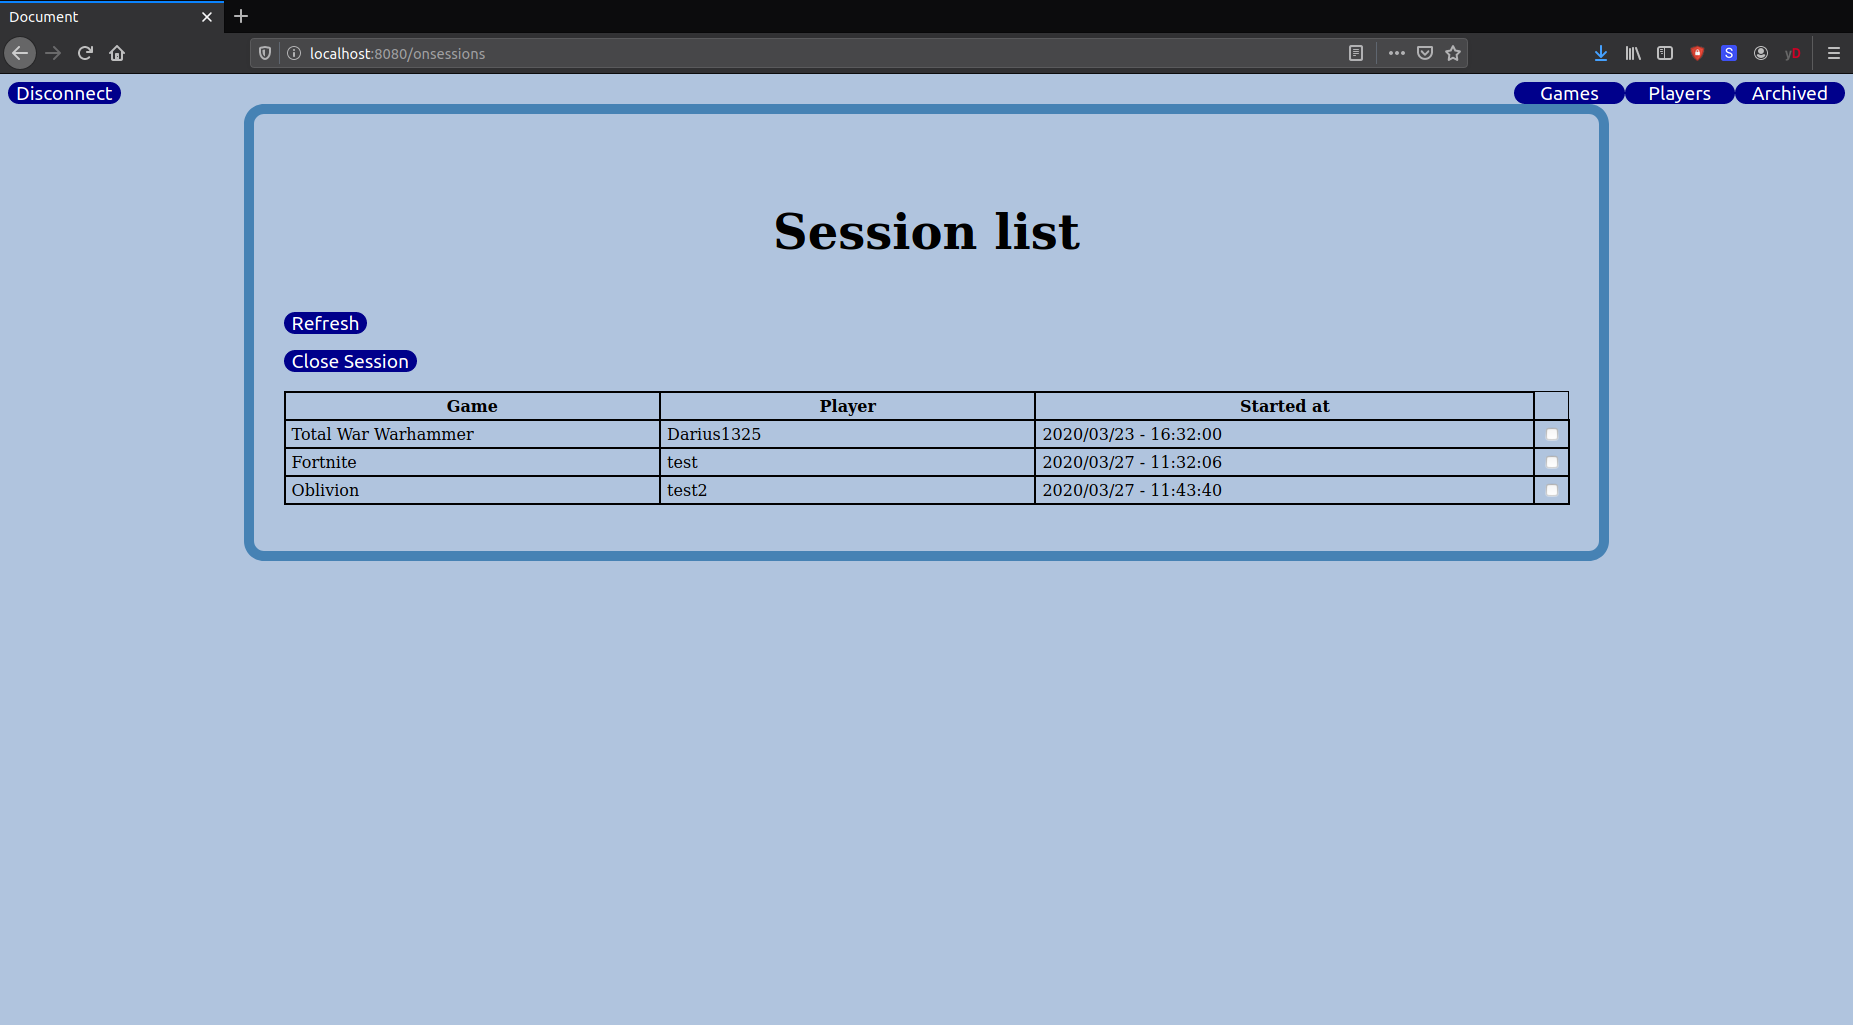 Document
localhost:8080/onsessions
S
yD
Disconnect
Games Players Archived
Session list
Refresh
Close Session
Game Player Started at
Total War Warhammer Darius1325 2020/03/23 - 16:32:00
Fortnite test 2020/03/27 - 11:32:06
Oblivion test2 2020/03/27 - 11:43:40